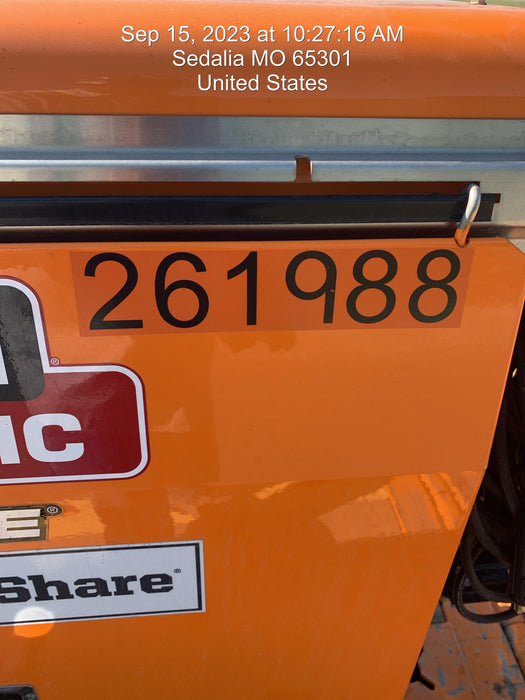 Sep 15, 2023 at 10:27:16 AM
Sedalia MO 65301
United States
261988
IC
E®
Share®